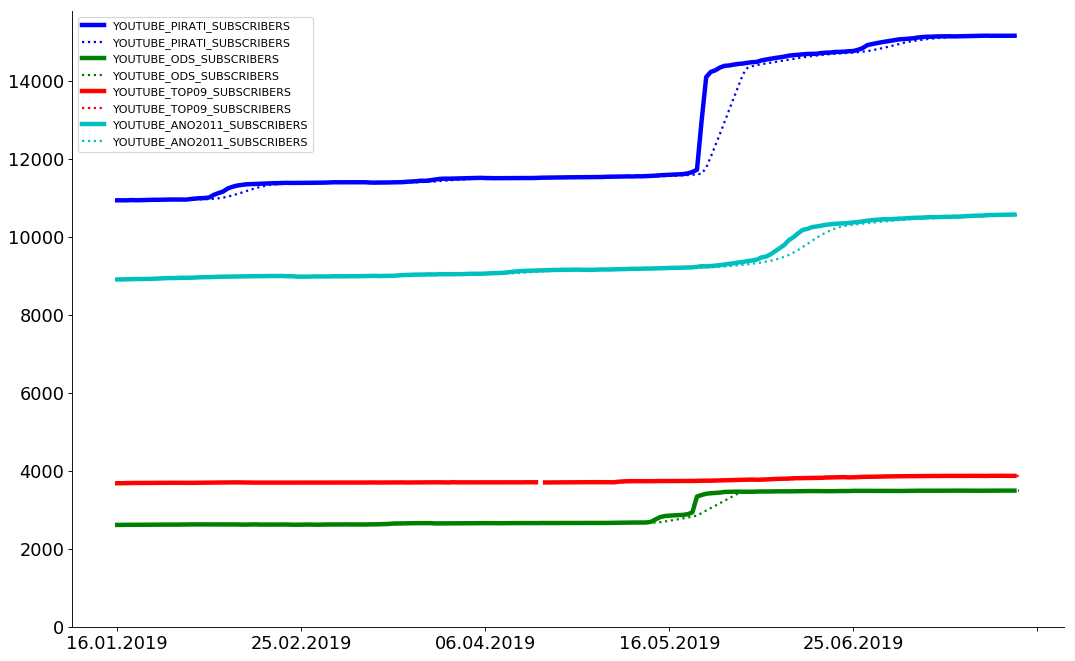 YOUTUBE_PIRATI_SUBSCRIBERS
YOUTUBE_PIRATI_SUBSCRIBERS
YOUTUBE_ODS_SUBSCRIBERS
YOUTUBE_ODS_SUBSCRIBERS
YOUTUBE_TOP09_SUBSCRIBERS
YOUTUBE_TOP09_SUBSCRIBERS
YOUTUBE_ANO2011_SUBSCRIBERS
YOUTUBE_ANO2011_SUBSCRIBERS
14000
12000
10000
8000
6000
4000
2000
0
16.01.2019 25.02.2019 06.04.2019 16.05.2019 25.06.2019